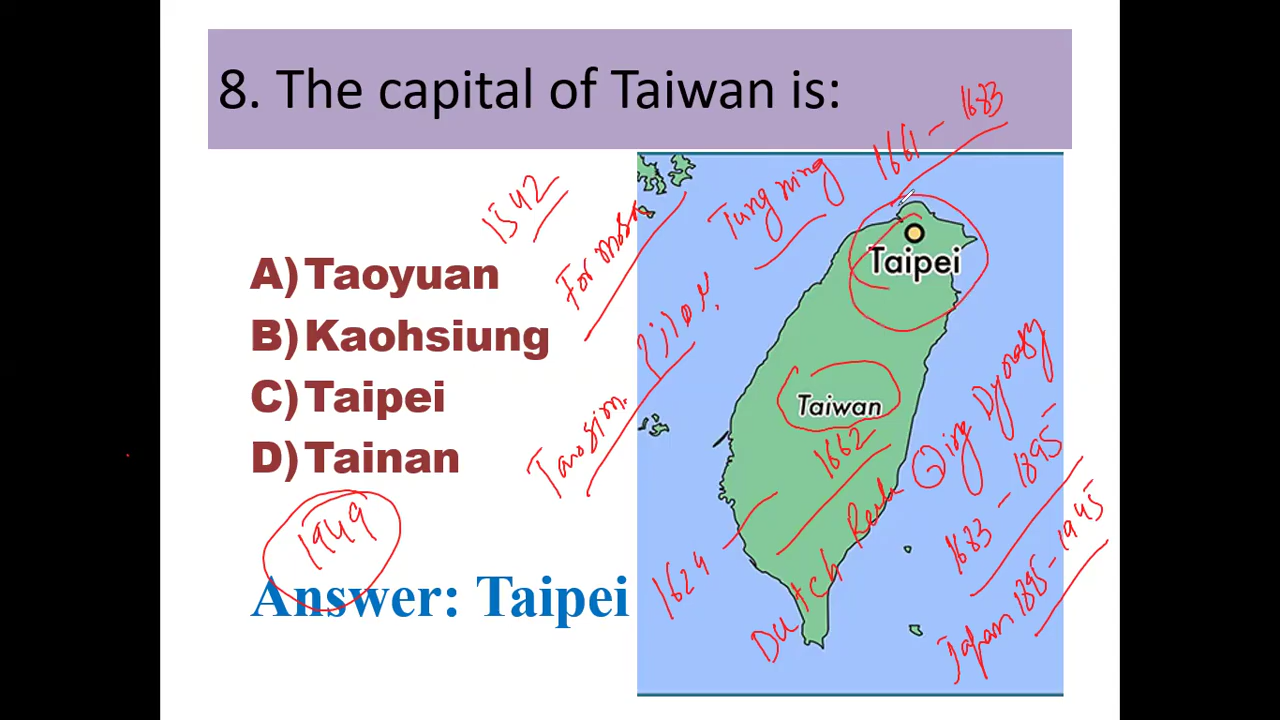 8. The capital of Taiwan is:
1661 - 1683
1542
Formosa
Tungning
Taipei
A) Taoyuan
B) Kaohsiung
C) Taipei
D) Tainan
Taiwan
1662
Qing Dynasty
1683 - 1895
1949
1624
Dutch
Japan 1895-1945
Answer: Taipei